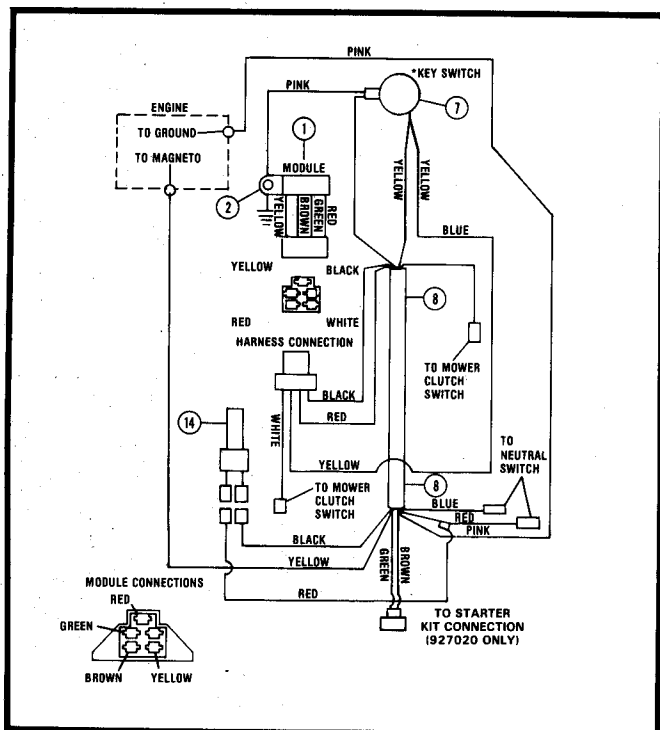 PINK
*KEY SWITCH
PINK
7
ENGINE
TO GROUND
TO MAGNETO
1
MODULE
2
YELLOW
BROWN
GREEN
RED
YELLOW
YELLOW
BLUE
YELLOW
BLACK
8
RED
WHITE
HARNESS CONNECTION
TO MOWER
CLUTCH
SWITCH
BLACK
RED
14
WHITE
TO
NEUTRAL
SWITCH
YELLOW
8
TO MOWER
CLUTCH
SWITCH
BLUE
RED
PINK
BLACK
YELLOW
GREEN
BROWN
RED
MODULE CONNECTIONS
RED
GREEN
BROWN
YELLOW
TO STARTER
KIT CONNECTION
(927020 ONLY)